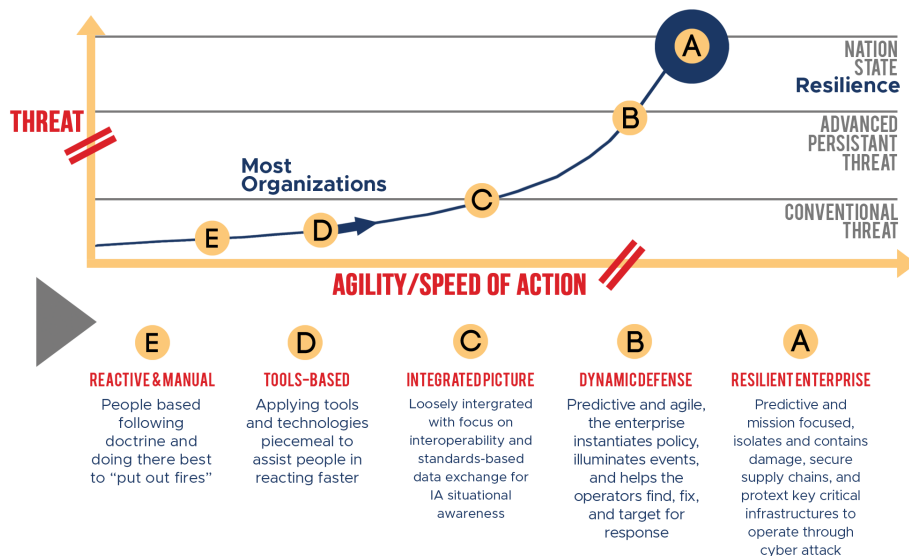 THREAT
A
NATION
STATE
Resilience
B
ADVANCED
PERSISTANT
THREAT
Most
Organizations
C
CONVENTIONAL
THREAT
D
E
AGILITY/SPEED OF ACTION
E
REACTIVE & MANUAL
People based
following
doctrine and
doing there best
to “put out fires”
D
TOOLS-BASED
Applying tools
and technologies
piecemeal to
assist people in
reacting faster
C
INTEGRATED PICTURE
Loosely intergrated
with focus on
interoperability and
standards-based
data exchange for
IA situational
awareness
B
DYNAMIC DEFENSE
Predictive and agile,
the enterprise
instantiates policy,
illuminates events,
and helps the
operators find, fix,
and target for
response
A
RESILIENT ENTERPRISE
Predictive and
mission focused,
isolates and contains
damage, secure
supply chains, and
protext key critical
infrastructures to
operate through
cyber attack